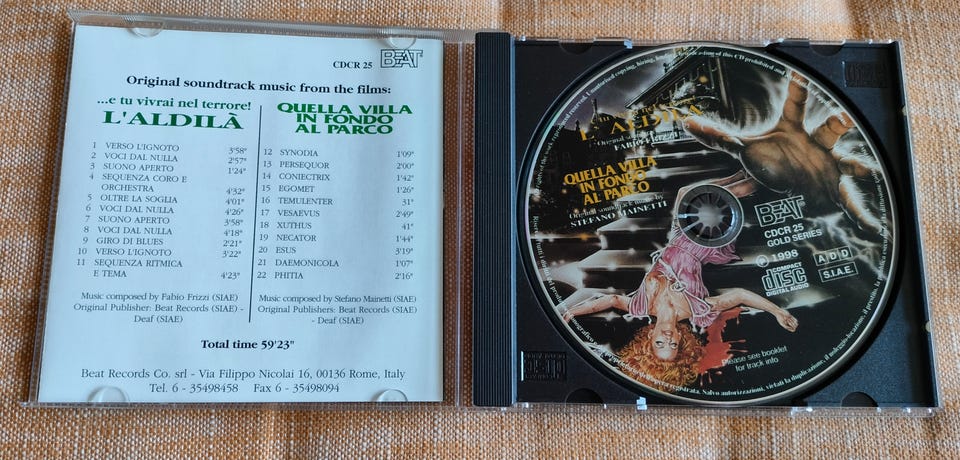 CDCR 25 BEAT
Original soundtrack music from the films:
...e tu vivrai nel terrore!
L'ALDILÀ
1 VERSO L'IGNOTO 3'58"
2 VOCI DAL NULLA 2'57"
3 SUONO APERTO 1'24"
4 SEQUENZA CORO E
ORCHESTRA 4'32"
5 OLTRE LA SOGLIA 4'01"
6 VOCI DAL NULLA 4'26"
7 SUONO APERTO 3'58"
8 VOCI DAL NULLA 4'18"
9 GIRO DI BLUES 2'21"
10 VERSO L'IGNOTO 3'22"
11 SEQUENZA RITMICA
E TEMA 4'23"
Music composed by Fabio Frizzi (SIAE)
Original Publisher: Beat Records (SIAE) -
Deaf (SIAE)
QUELLA VILLA
IN FONDO
AL PARCO
12 SYNODIA 1'09"
13 PERSEQUOR 2'00"
14 CONIECTRIX 1'42"
15 EGOMET 1'26"
16 TEMULENTER 31"
17 VESAEVUS 2'49"
18 XUTHUS 41"
19 NECATOR 1'44"
20 ESUS 3'19"
21 DAEMONICOLA 1'07"
22 PHITIA 2'16"
Music composed by Stefano Mainetti (SIAE)
Original Publishers: Beat Records (SIAE)
- Deaf (SIAE)
Total time 59'23"
Beat Records Co. srl - Via Filippo Nicolai 16, 00136 Rome, Italy
Tel. 6 - 35498458 Fax 6 - 35498094
L'ALDILÀ
FABIO FRIZZI
QUELLA VILLA
IN FONDO
AL PARCO
Original soundtrack music by
STEFANO MAINETTI
BEAT
CDCR 25
GOLD SERIES
℗ 1998
COMPACT
disc
DIGITAL AUDIO
A D D
S.I.A.E.
Please see booklet
for track info